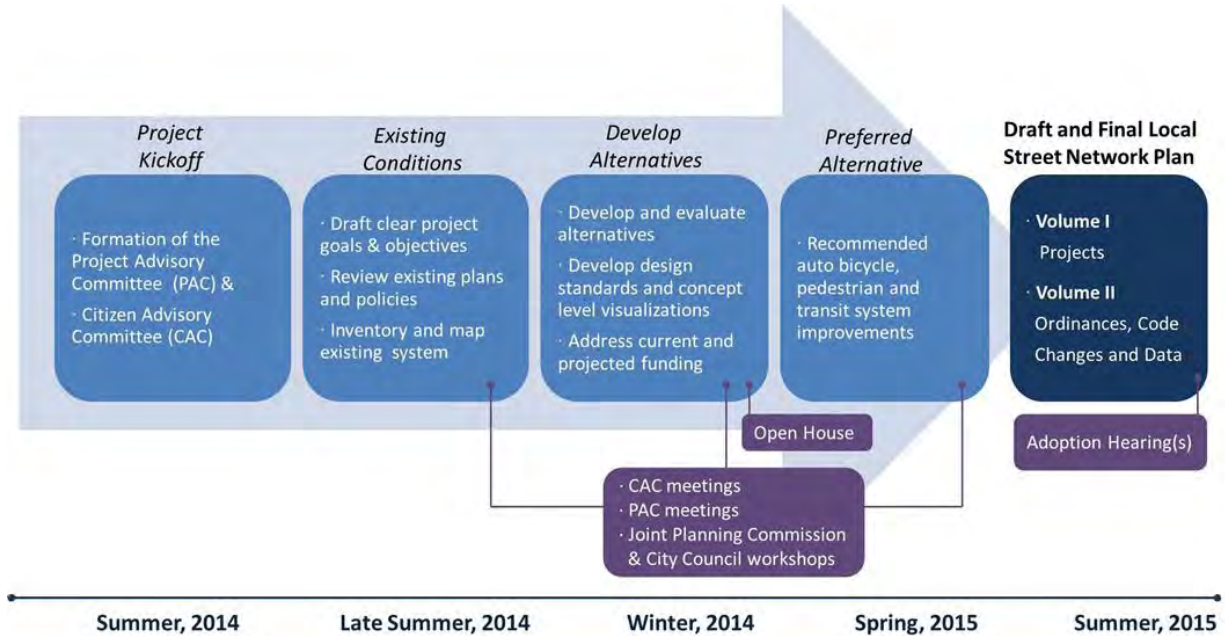 Project
Kickoff
· Formation of the
Project Advisory
Committee (PAC) &
· Citizen Advisory
Committee (CAC)
Existing
Conditions
· Draft clear project
goals & objectives
· Review existing plans
and policies
· Inventory and map
existing system
Develop
Alternatives
· Develop and evaluate
alternatives
· Develop design
standards and concept
level visualizations
· Address current and
projected funding
Preferred
Alternative
· Recommended
auto bicycle,
pedestrian and
transit system
improvements
Draft and Final Local
Street Network Plan
· Volume I
Projects
· Volume II
Ordinances, Code
Changes and Data
Open House
Adoption Hearing(s)
· CAC meetings
· PAC meetings
· Joint Planning Commission
& City Council workshops
Summer, 2014
Late Summer, 2014
Winter, 2014
Spring, 2015
Summer, 2015